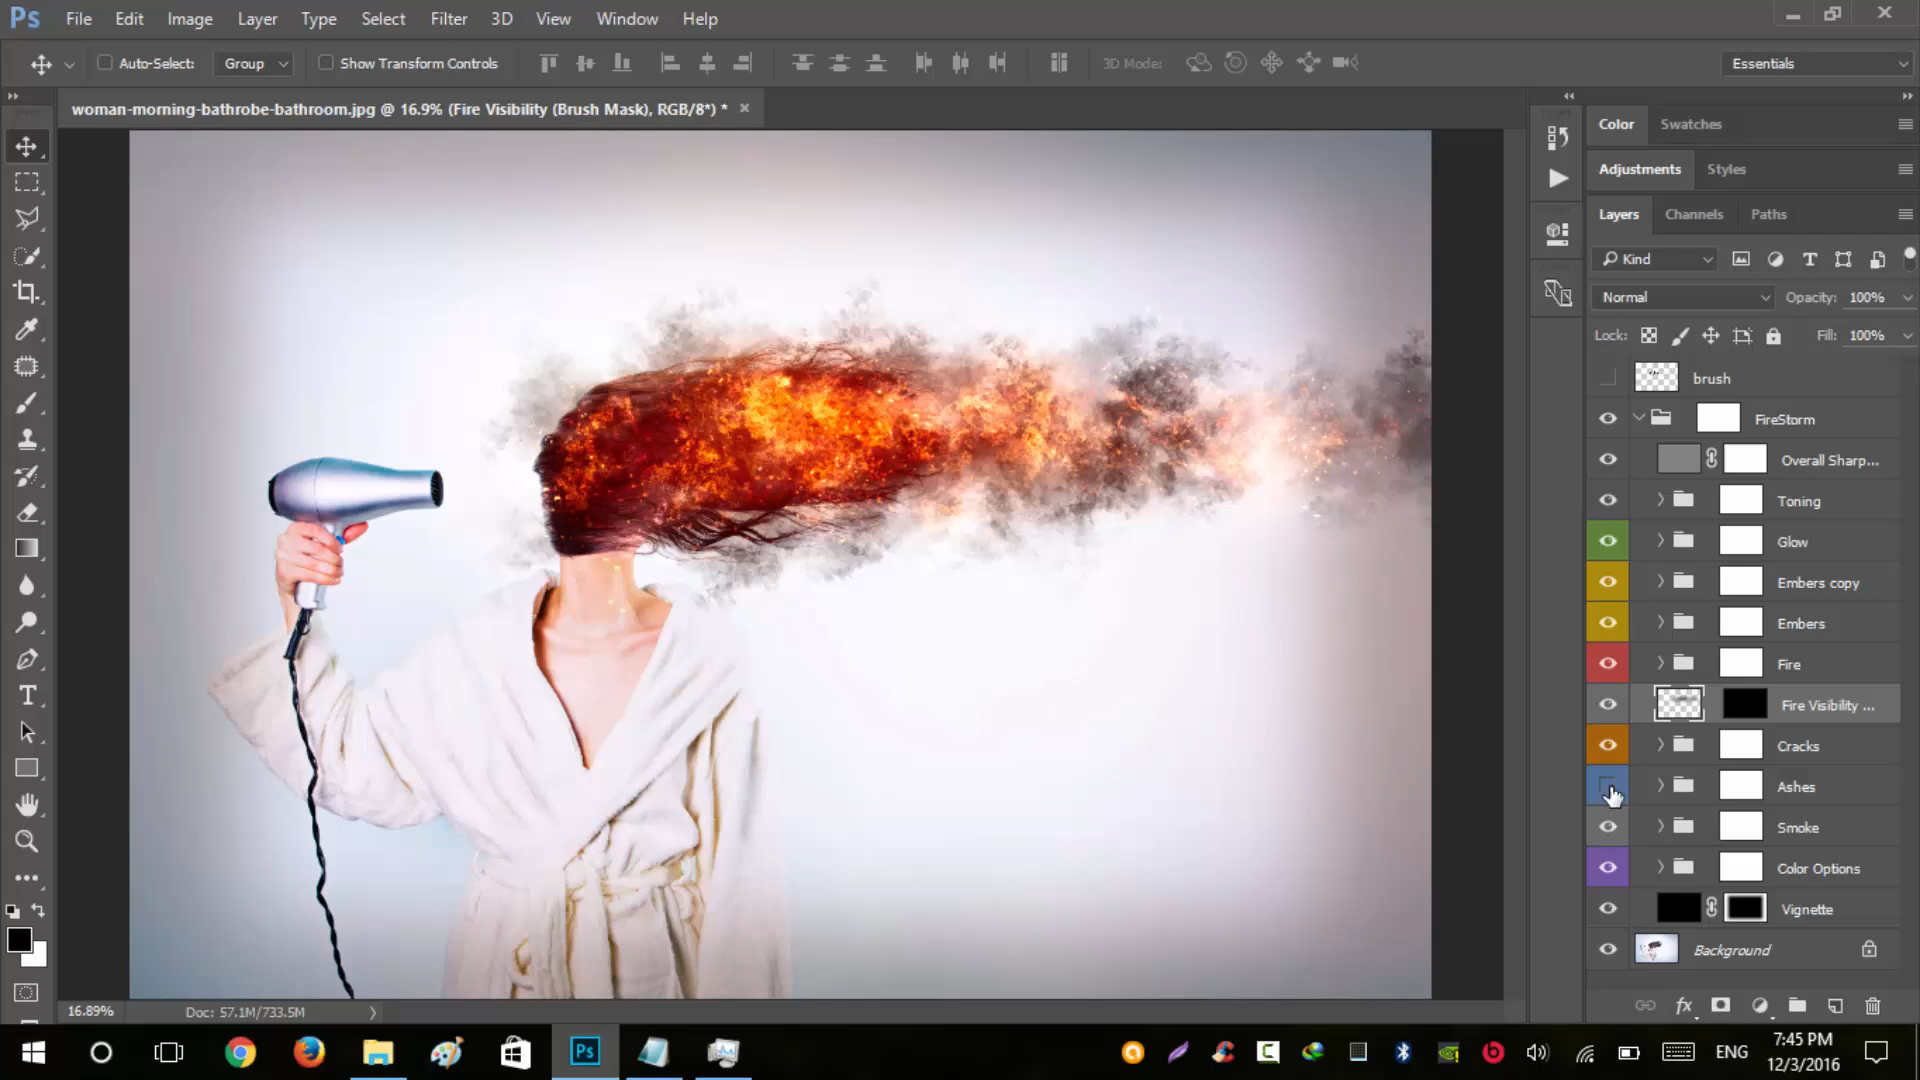 Ps File Edit Image Layer Type Select Filter 3D View Window Help
Auto-Select: Group Show Transform Controls 3D Mode: Essentials
woman-morning-bathrobe-bathroom.jpg @ 16.9% (Fire Visibility (Brush Mask), RGB/8*) *
Color Swatches
Adjustments Styles
Layers Channels Paths
Kind
Normal Opacity: 100%
Lock: Fill: 100%
brush
FireStorm
Overall Sharp...
Toning
Glow
Embers copy
Embers
Fire
Fire Visibility ...
Cracks
Ashes
Smoke
Color Options
Vignette
Background
16.89% Doc: 57.1M/733.5M
Ps ENG 7:45 PM
12/3/2016